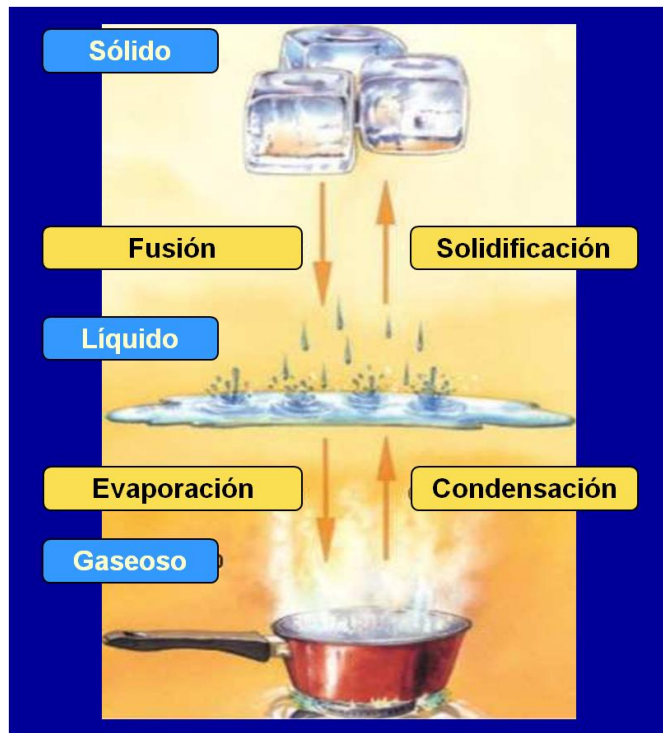 Sólido
Fusión
Solidificación
Líquido
Evaporación
Condensación
Gaseoso